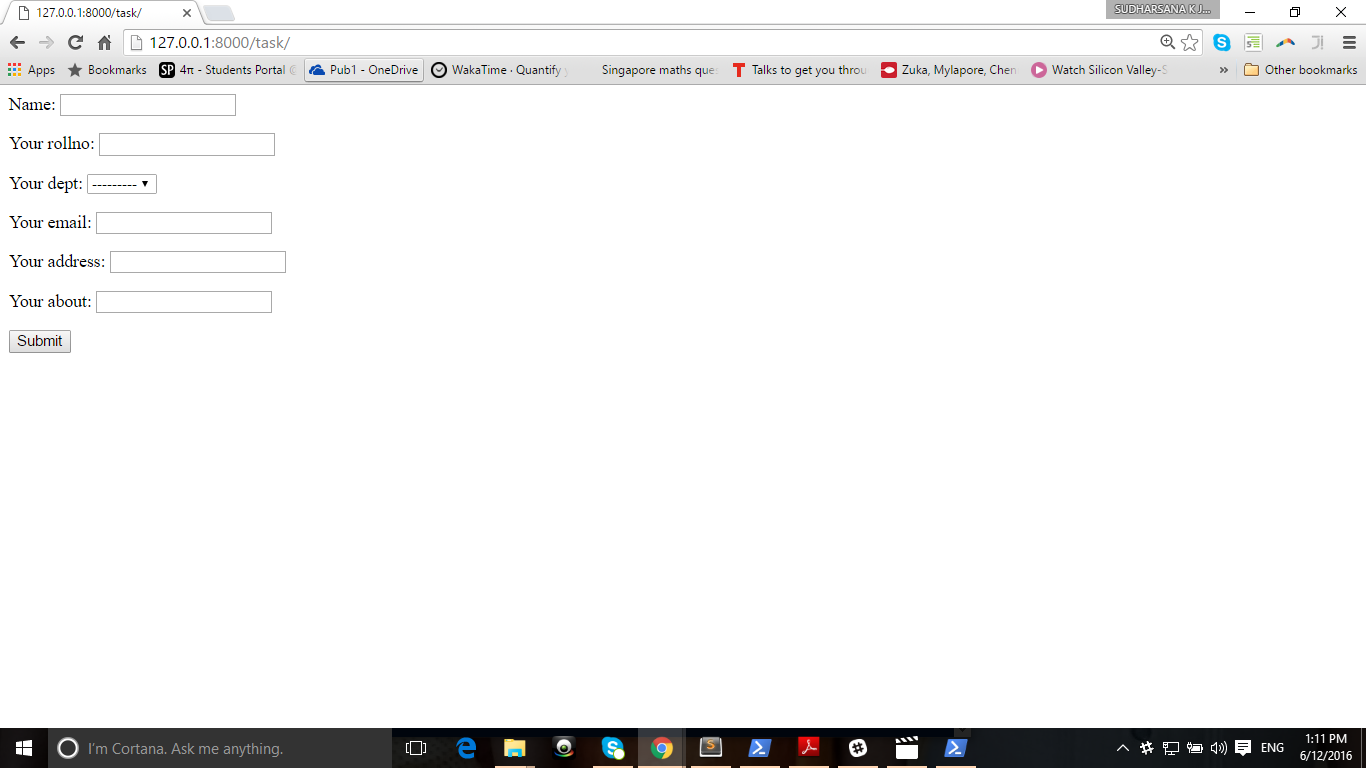 127.0.0.1:8000/task/
SUDHARSANA K J...
127.0.0.1:8000/task/
Apps Bookmarks SP 4π - Students Portal Pub1 - OneDrive WakaTime · Quantify Singapore maths que T Talks to get you throu Zuka, Mylapore, Chen Watch Silicon Valley-S » Other bookmarks
Name:
Your rollno:
Your dept: ---------
Your email:
Your address:
Your about:
Submit
I'm Cortana. Ask me anything.
ENG
1:11 PM
6/12/2016